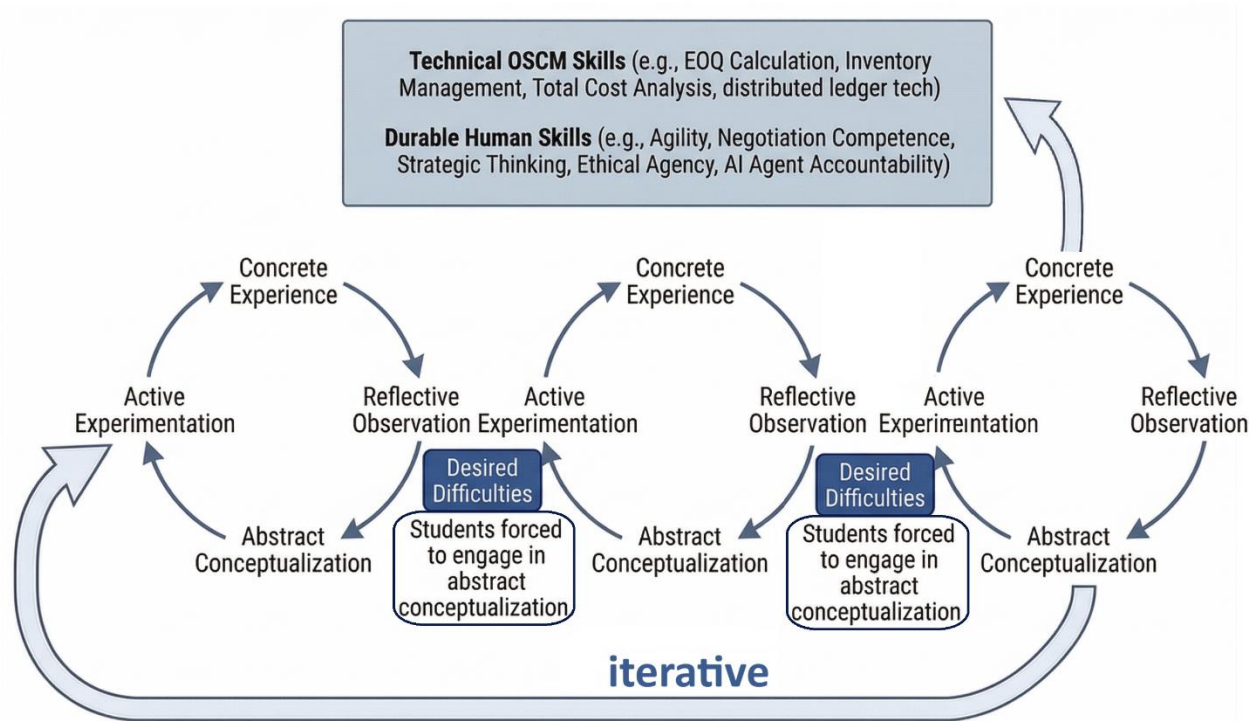 Technical OSCM Skills (e.g., EOQ Calculation, Inventory
Management, Total Cost Analysis, distributed ledger tech)
Durable Human Skills (e.g., Agility, Negotiation Competence,
Strategic Thinking, Ethical Agency, AI Agent Accountability)
Concrete
Experience
Reflective
Observation
Abstract
Conceptualization
Active
Experimentation
Desired
Difficulties
Students forced
to engage in
abstract
conceptualization
Concrete
Experience
Reflective
Observation
Abstract
Conceptualization
Active
Experimentation
Desired
Difficulties
Students forced
to engage in
abstract
conceptualization
Concrete
Experience
Reflective
Observation
Abstract
Conceptualization
Active
Experimentation
iterative